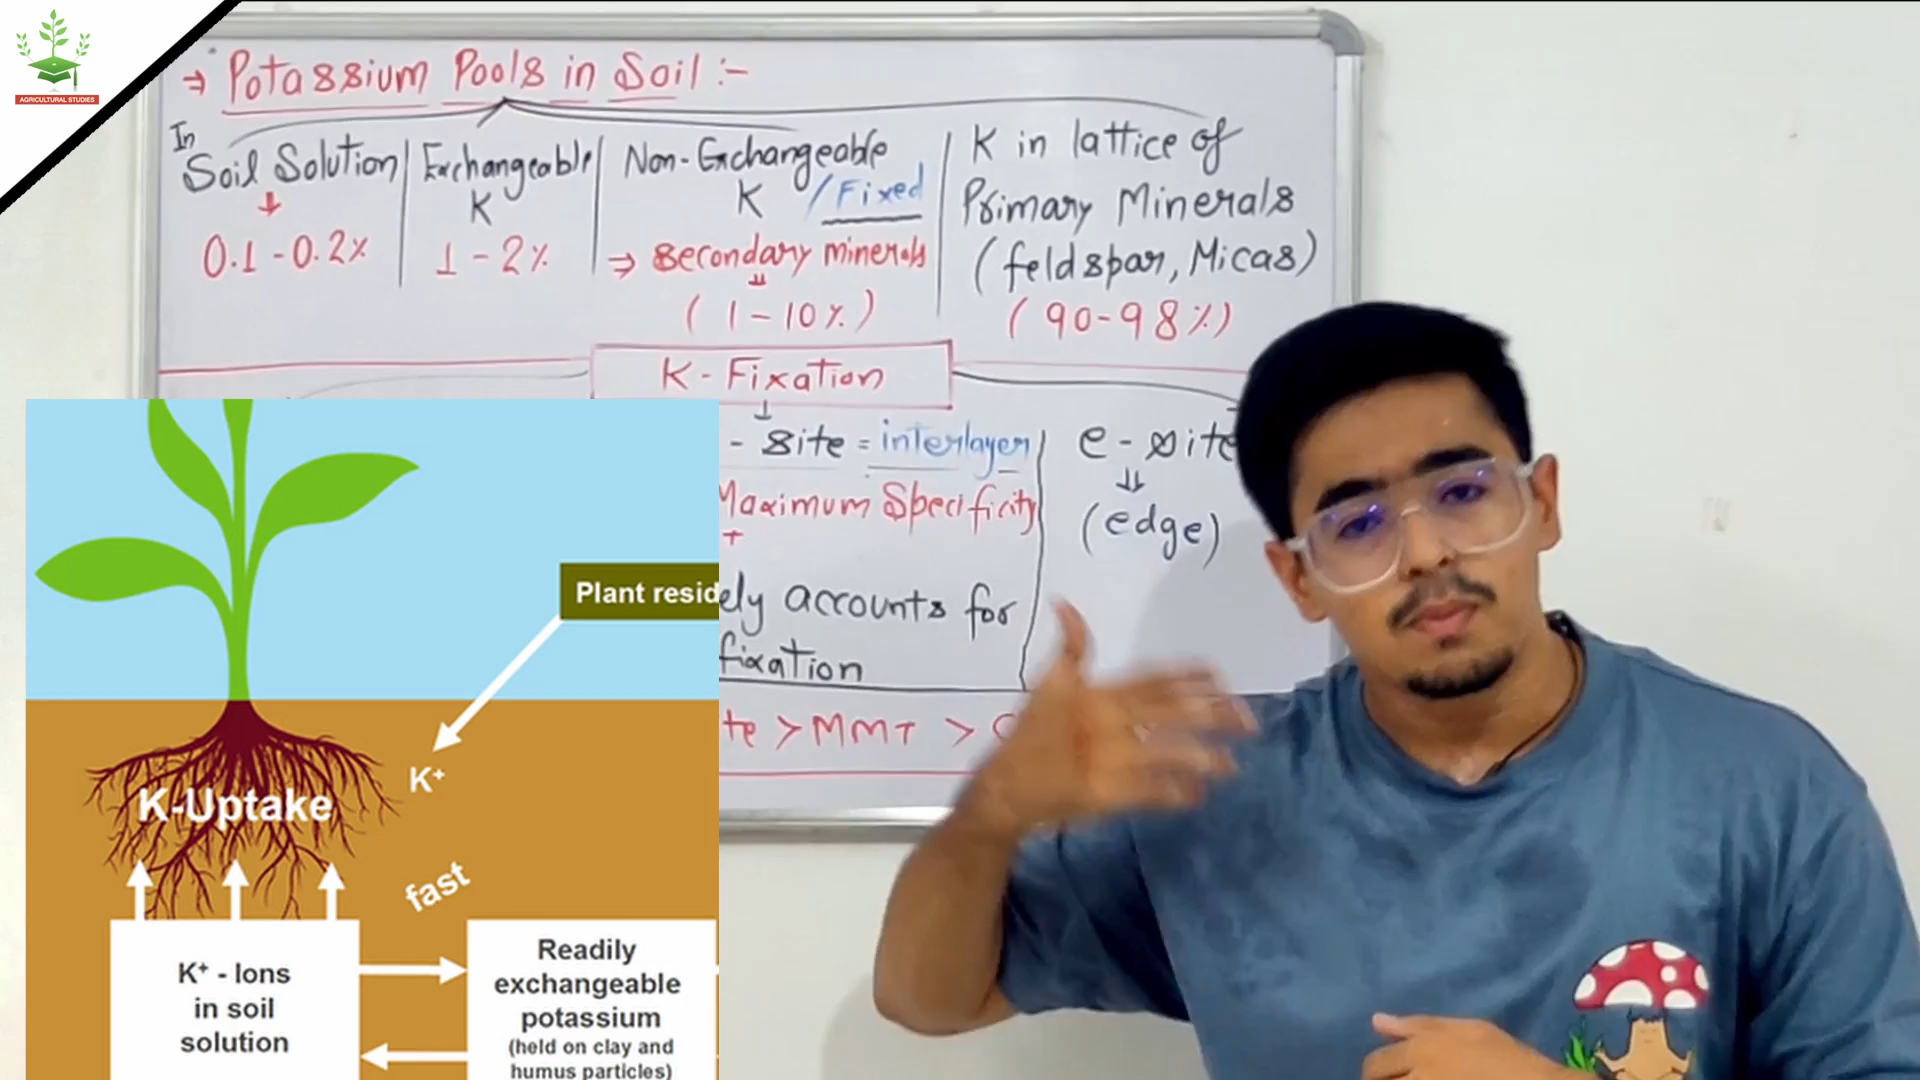 AGRICULTURAL STUDIES
→ Potassium Pools in Soil :-
In Soil Solution
↓
0.1 - 0.2%
Exchangeable
K
1 - 2%
Non-Exchangeable
K / Fixed
⇒ secondary minerals
(1 - 10%)
K in lattice of
Primary Minerals
(feldspar, Micas)
(90-98%)
K - Fixation
- site = interlayer
Maximum Specificity
+
ely accounts for
fixation
e - site
(edge)
te > MMT > C
Plant resid
K⁺
K-Uptake
fast
K⁺ - Ions
in soil
solution
Readily
exchangeable
potassium
(held on clay and
humus particles)